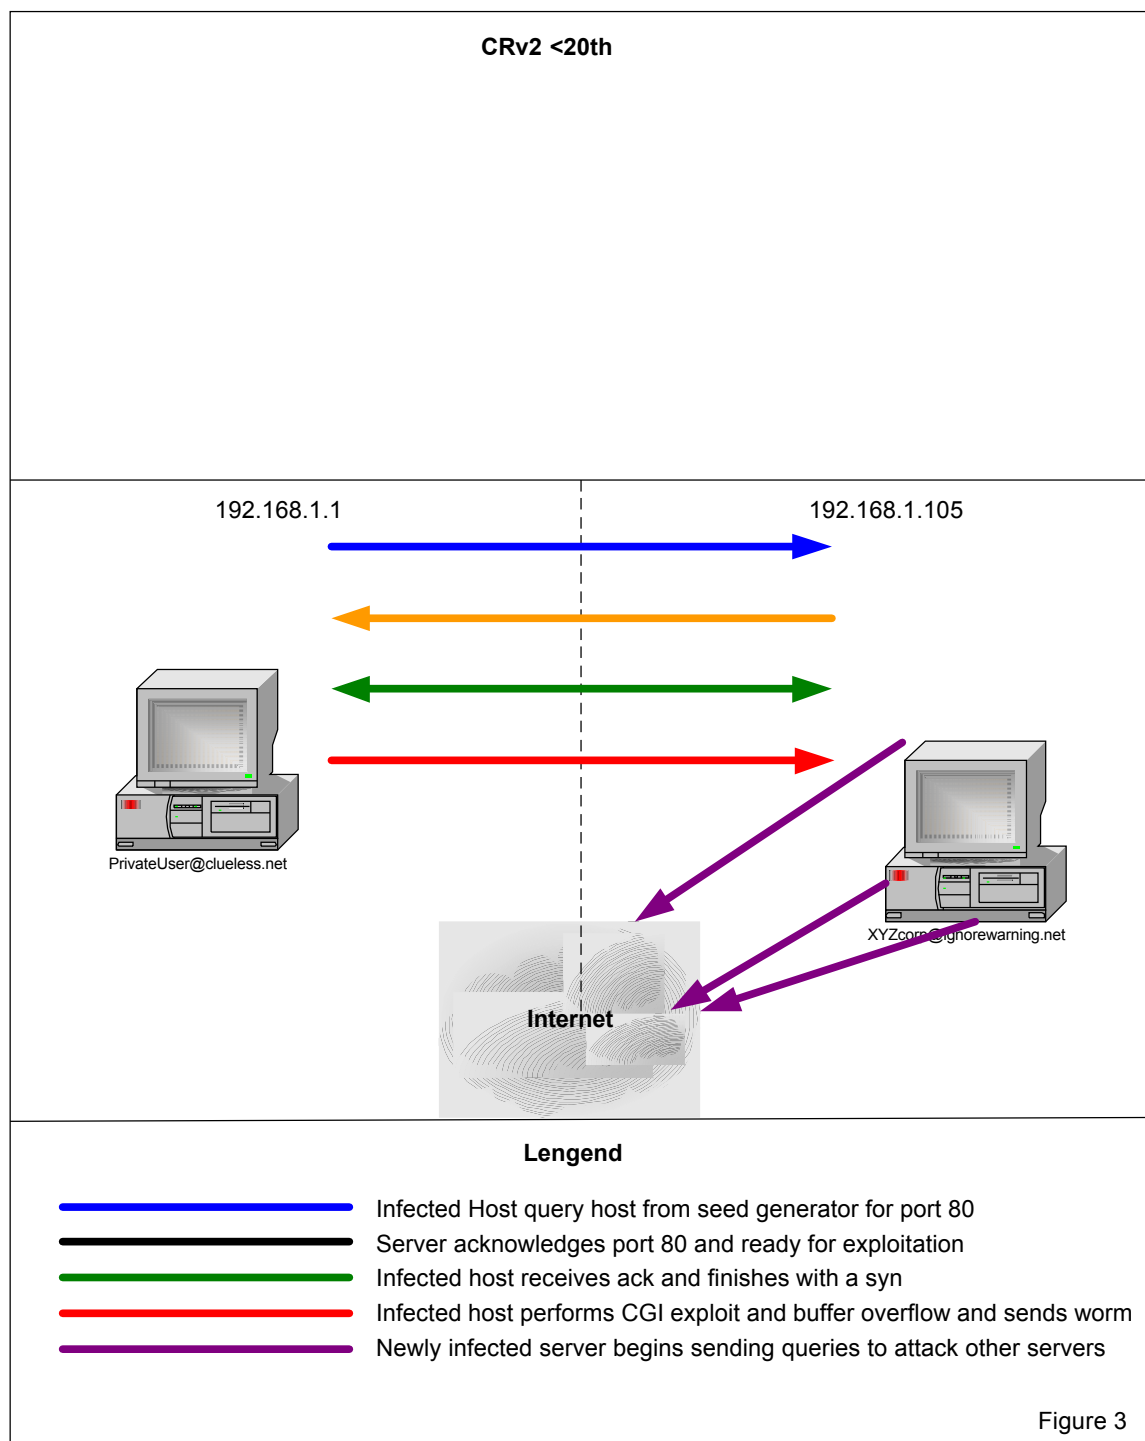 CRv2 <20th
192.168.1.1
192.168.1.105
PrivateUser@clueless.net
XYZcorp@ignorewarning.net
Internet
Lengend
Infected Host query host from seed generator for port 80
Server acknowledges port 80 and ready for exploitation
Infected host receives ack and finishes with a syn
Infected host performs CGI exploit and buffer overflow and sends worm
Newly infected server begins sending queries to attack other servers
Figure 3